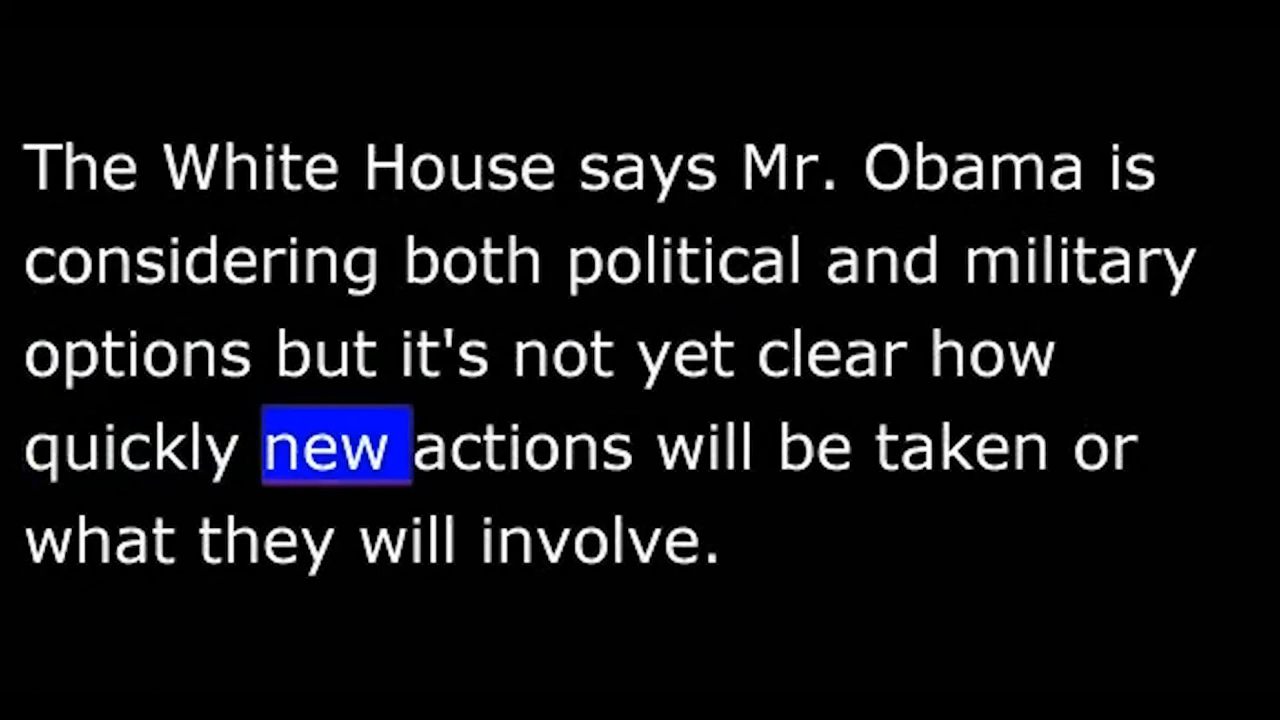 The White House says Mr. Obama is
considering both political and military
options but it's not yet clear how
quickly new actions will be taken or
what they will involve.